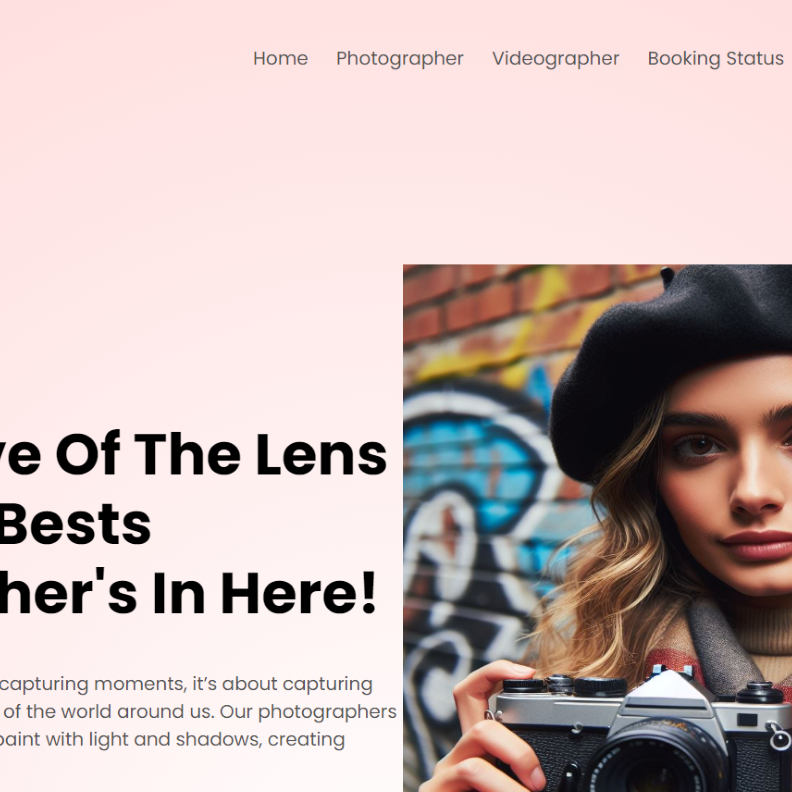 Home Photographer Videographer Booking Status
Of The Lens
Bests
her's In Here!
capturing moments, it’s about capturing
of the world around us. Our photographers
paint with light and shadows, creating